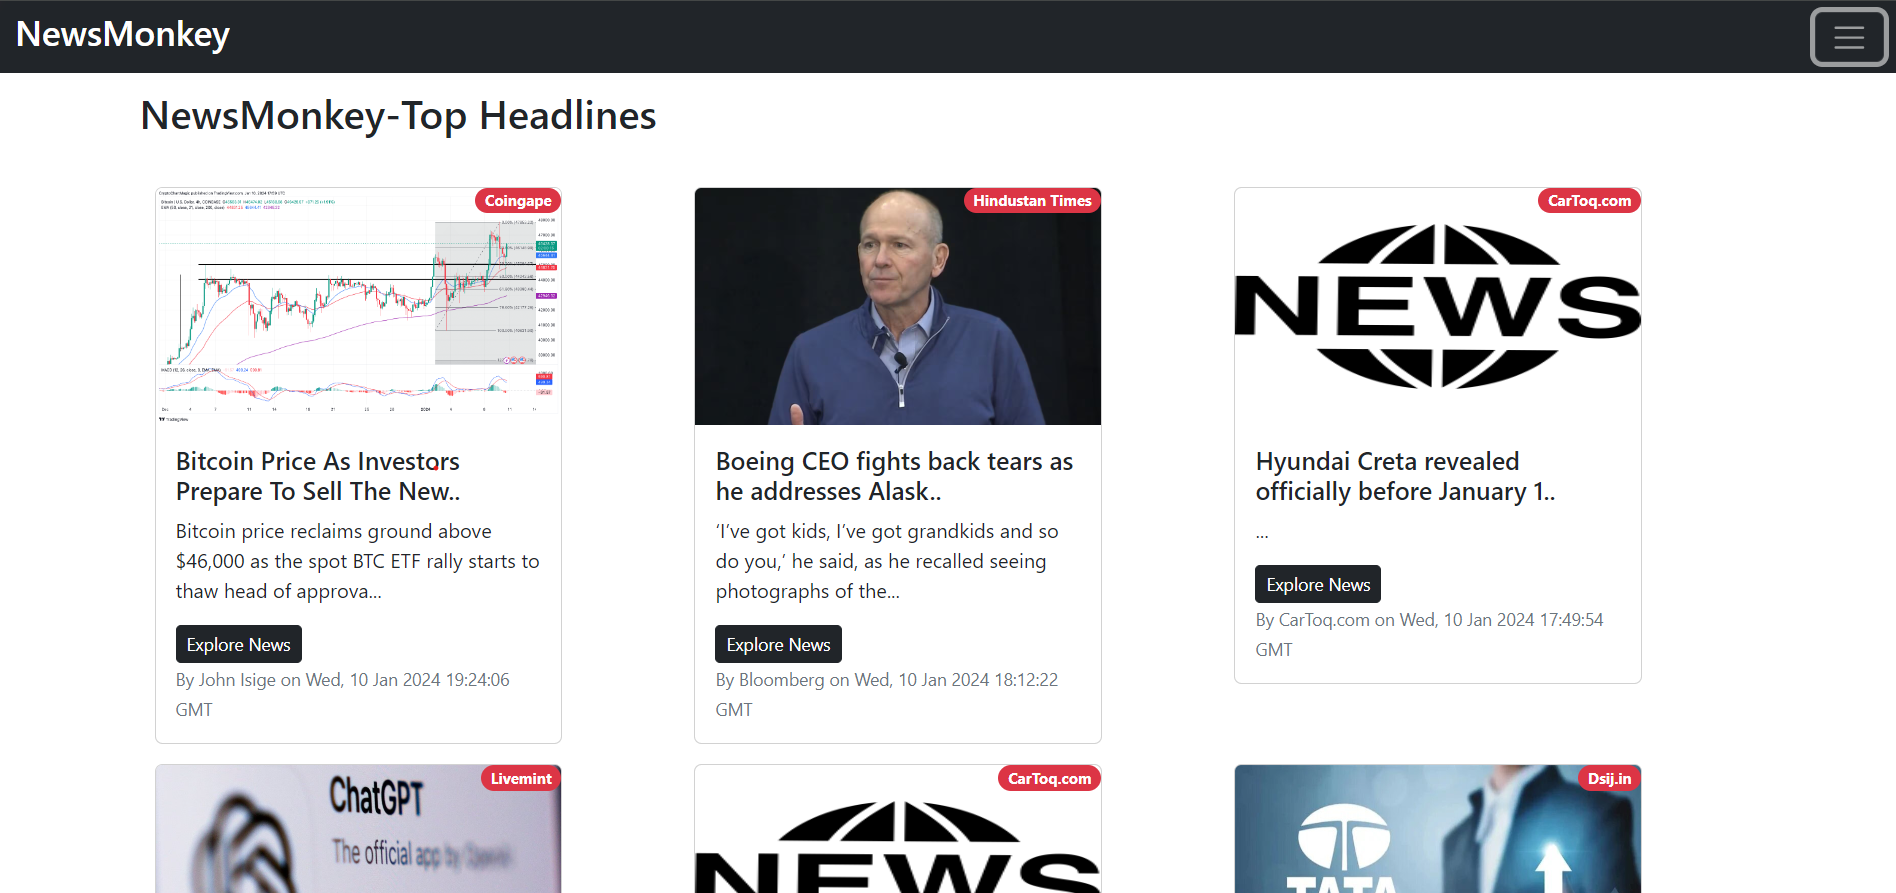 NewsMonkey
NewsMonkey-Top Headlines
Coingape
Bitcoin Price As Investors
Prepare To Sell The New..
Bitcoin price reclaims ground above
$46,000 as the spot BTC ETF rally starts to
thaw head of approva...
Explore News
By John Isige on Wed, 10 Jan 2024 19:24:06
GMT
Hindustan Times
Boeing CEO fights back tears as
he addresses Alask..
‘I’ve got kids, I’ve got grandkids and so
do you,’ he said, as he recalled seeing
photographs of the...
Explore News
By Bloomberg on Wed, 10 Jan 2024 18:12:22
GMT
CarToq.com
NEWS
Hyundai Creta revealed
officially before January 1..
...
Explore News
By CarToq.com on Wed, 10 Jan 2024 17:49:54
GMT
Livemint
ChatGPT
The official app by
CarToq.com
NEWS
Dsij.in
TATA